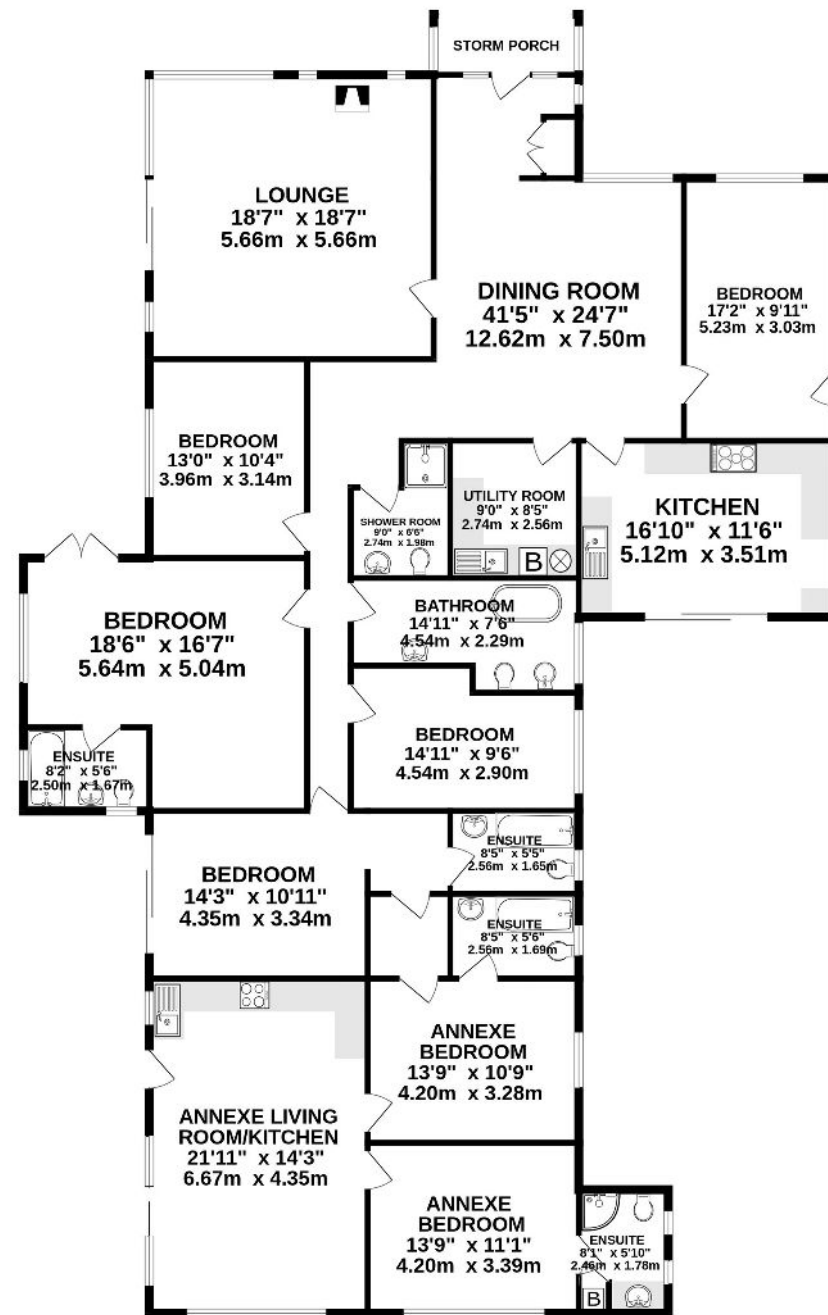 STORM PORCH
LOUNGE
18'7" x 18'7"
5.66m x 5.66m
DINING ROOM
41'5" x 24'7"
12.62m x 7.50m
BEDROOM
17'2" x 9'11"
5.23m x 3.03m
BEDROOM
13'0" x 10'4"
3.96m x 3.14m
SHOWER ROOM
9'0" x 6'6"
2.74m x 1.98m
UTILITY ROOM
9'0" x 8'5"
2.74m x 2.56m
B
KITCHEN
16'10" x 11'6"
5.12m x 3.51m
BEDROOM
18'6" x 16'7"
5.64m x 5.04m
BATHROOM
14'11" x 7'6"
4.54m x 2.29m
ENSUITE
8'2" x 5'6"
2.50m x 1.67m
BEDROOM
14'11" x 9'6"
4.54m x 2.90m
BEDROOM
14'3" x 10'11"
4.35m x 3.34m
ENSUITE
8'5" x 5'5"
2.56m x 1.65m
ENSUITE
8'5" x 5'6"
2.56m x 1.69m
ANNEXE
BEDROOM
13'9" x 10'9"
4.20m x 3.28m
ANNEXE LIVING
ROOM/KITCHEN
21'11" x 14'3"
6.67m x 4.35m
ANNEXE
BEDROOM
13'9" x 11'1"
4.20m x 3.39m
ENSUITE
8'1" x 5'10"
2.46m x 1.78m
B